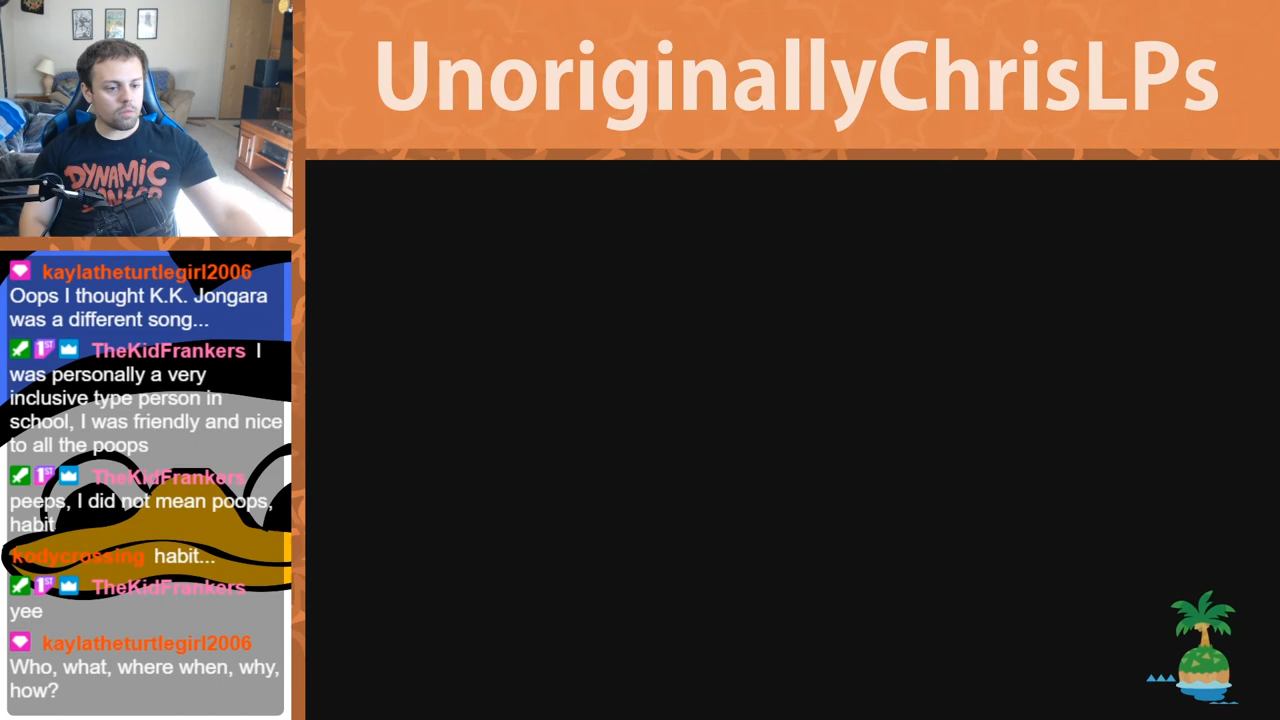 UnoriginallyChrisLPs
DYNAMIC
kaylatheturtlegirl2006
Oops I thought K.K. Jongara
was a different song...
TheKidFrankers I
was personally a very
inclusive type person in
school, I was friendly and nice
to all the poops
TheKidFrankers
peeps, I did not mean poops,
habit
kodycrossing habit...
TheKidFrankers
yee
kaylatheturtlegirl2006
Who, what, where when, why,
how?